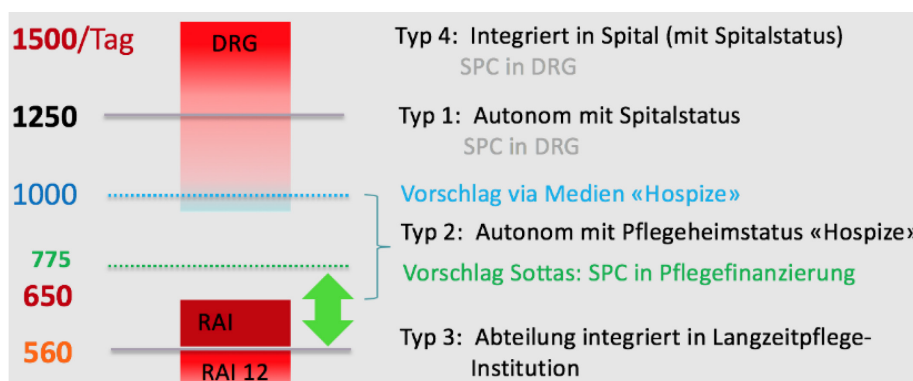 1500/Tag
DRG
Typ 4: Integriert in Spital (mit Spitalstatus)
SPC in DRG
1250
Typ 1: Autonom mit Spitalstatus
SPC in DRG
1000
Vorschlag via Medien «Hospize»
Typ 2: Autonom mit Pflegeheimstatus «Hospize»
775
Vorschlag Sottas: SPC in Pflegefinanzierung
650
RAI
560
Typ 3: Abteilung integriert in Langzeitpflege-
Institution
RAI 12